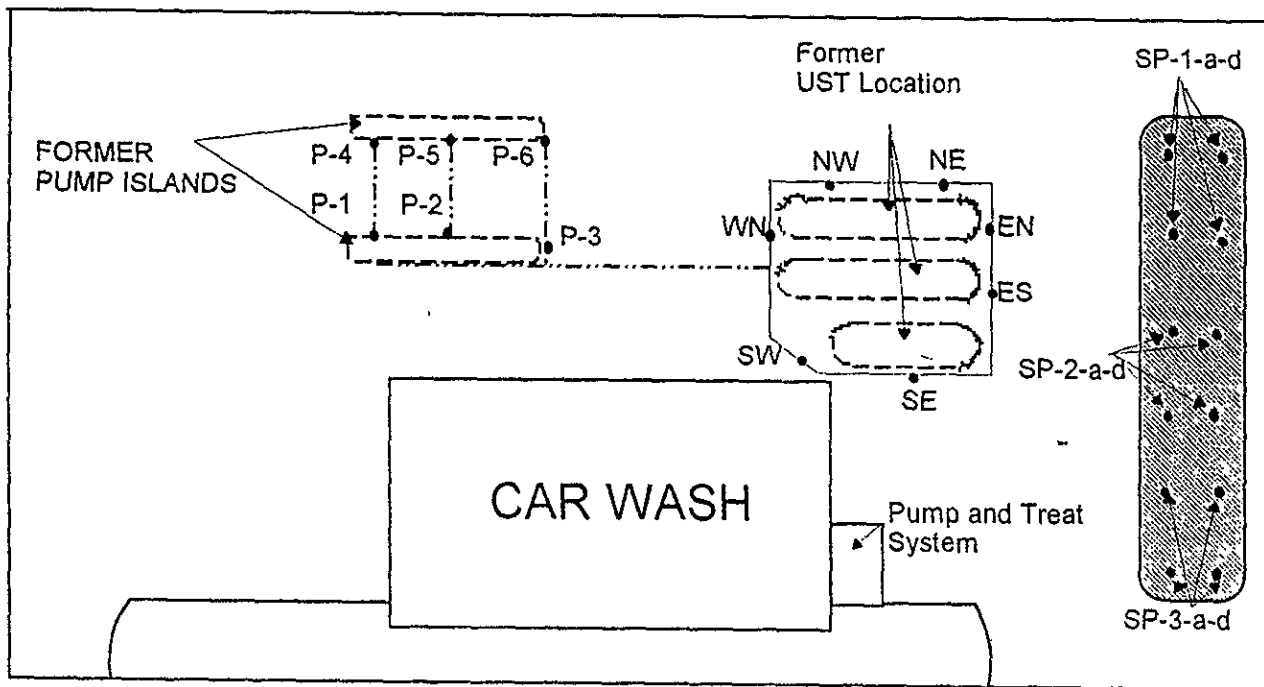 Former
UST Location
SP-1-a-d
FORMER
PUMP ISLANDS
P-4
P-5
P-6
P-1
P-2
P-3
NW
NE
WN
EN
ES
SW
SE
SP-2-a-d
CAR WASH
Pump and Treat
System
SP-3-a-d